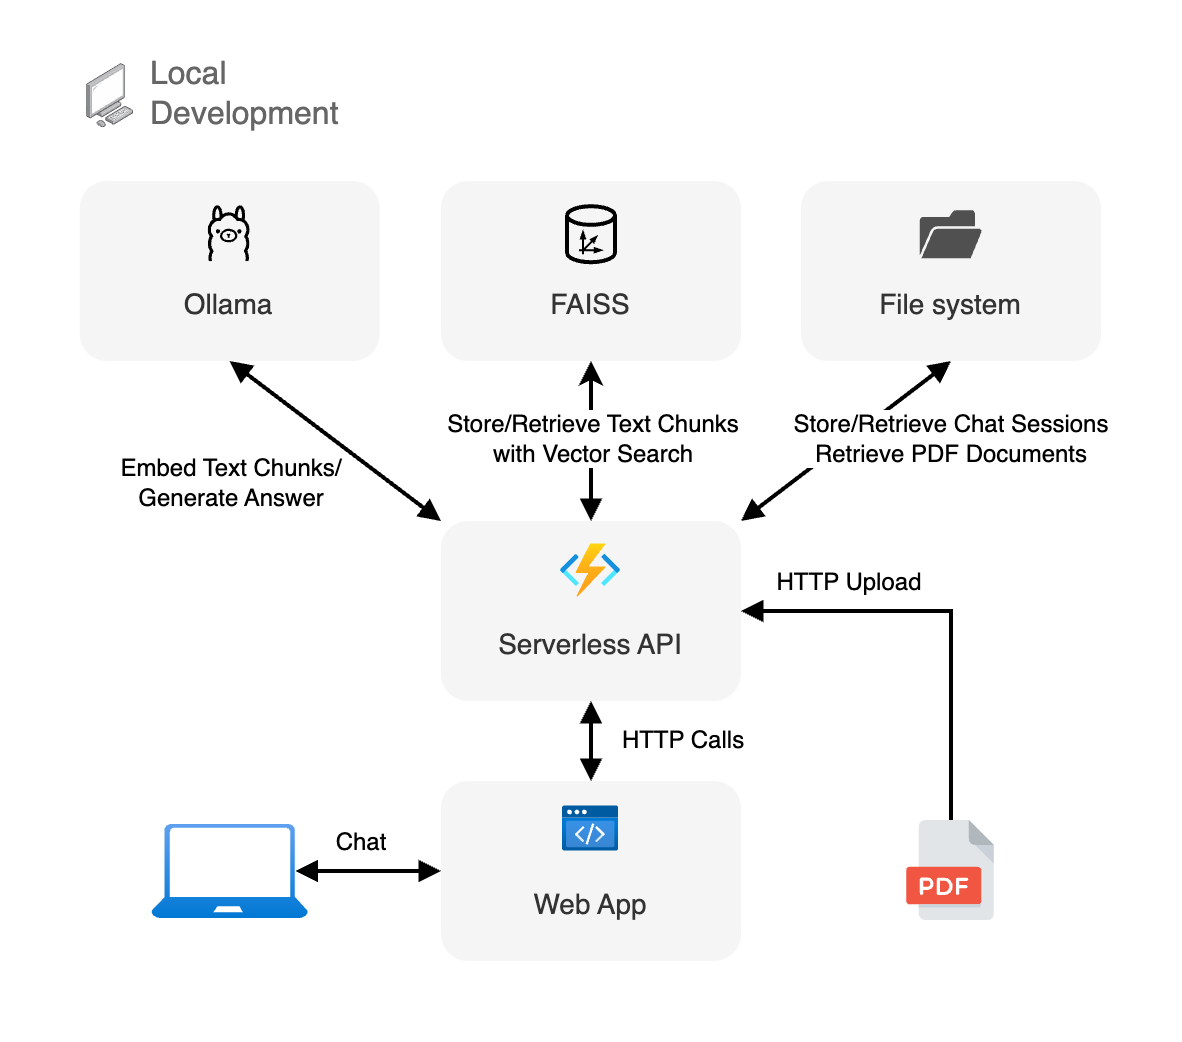 Local
Development
Ollama
FAISS
File system
Store/Retrieve Text Chunks
with Vector Search
Store/Retrieve Chat Sessions
Retrieve PDF Documents
Embed Text Chunks/
Generate Answer
HTTP Upload
Serverless API
HTTP Calls
Chat
Web App
PDF